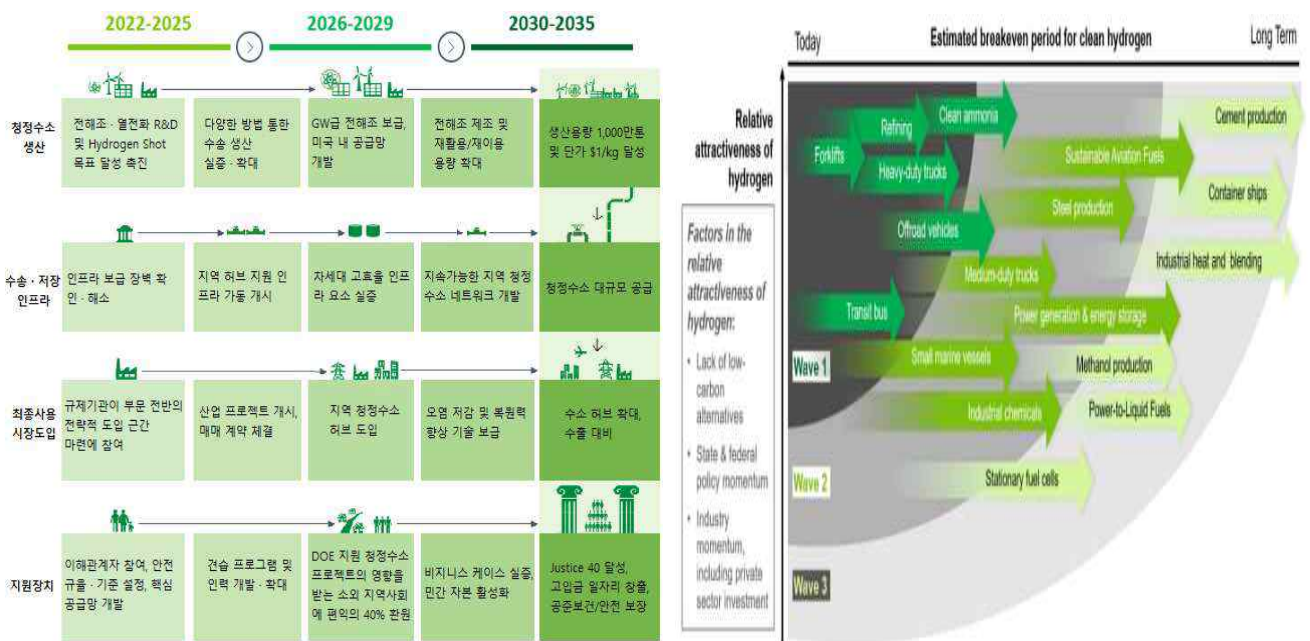 2022-2025
2026-2029
2030-2035
청정수소
생산
전해조 · 열전화 R&D
및 Hydrogen Shot
목표 달성 촉진
다양한 방법 통한
수송 생산
실증 · 확대
GW급 전해조 보급,
미국 내 공급망
개발
전해조 제조 및
재활용/재이용
용량 확대
생산용량 1,000만톤
및 단가 $1/kg 달성
수송 · 저장
인프라
인프라 보급 장벽 확
인 · 해소
지역 허브 지원 인
프라 가동 개시
차세대 고효율 인프
라 요소 실증
지속가능한 지역 청정
수소 네트워크 개발
청정수소 대규모 공급
최종사용
시장도입
규제기관이 부문 전반의
전략적 도입 근간
마련에 참여
산업 프로젝트 개시,
매매 계약 체결
지역 청정수소
허브 도입
오염 저감 및 복원력
향상 기술 보급
수소 허브 확대,
수출 대비
지원장치
이해관계자 참여, 안전
규율 · 기준 설정, 핵심
공급망 개발
견습 프로그램 및
인력 개발 · 확대
DOE 지원 청정수소
프로젝트의 영향을
받는 소외 지역사회
에 편익의 40% 환원
비지니스 케이스 실증,
민간 자본 활성화
Justice 40 달성,
고임금 일자리 창출,
공준보건/안전 보장
Today
Estimated breakeven period for clean hydrogen
Long Term
Relative
attractiveness of
hydrogen
Factors in the
relative
attractiveness of
hydrogen:
• Lack of low-
carbon
alternatives
• State & federal
policy momentum
• Industry
momentum,
including private
sector investment
Cement production
Clean ammonia
Refining
Forklifts
Sustainable Aviation Fuels
Heavy-duty trucks
Container ships
Steel production
Offroad vehicles
Industrial heat and blending
Medium-duty trucks
Transit bus
Power generation & energy storage
Small marine vessels
Wave 1
Methanol production
Industrial chemicals
Power-to-Liquid Fuels
Stationary fuel cells
Wave 2
Wave 3